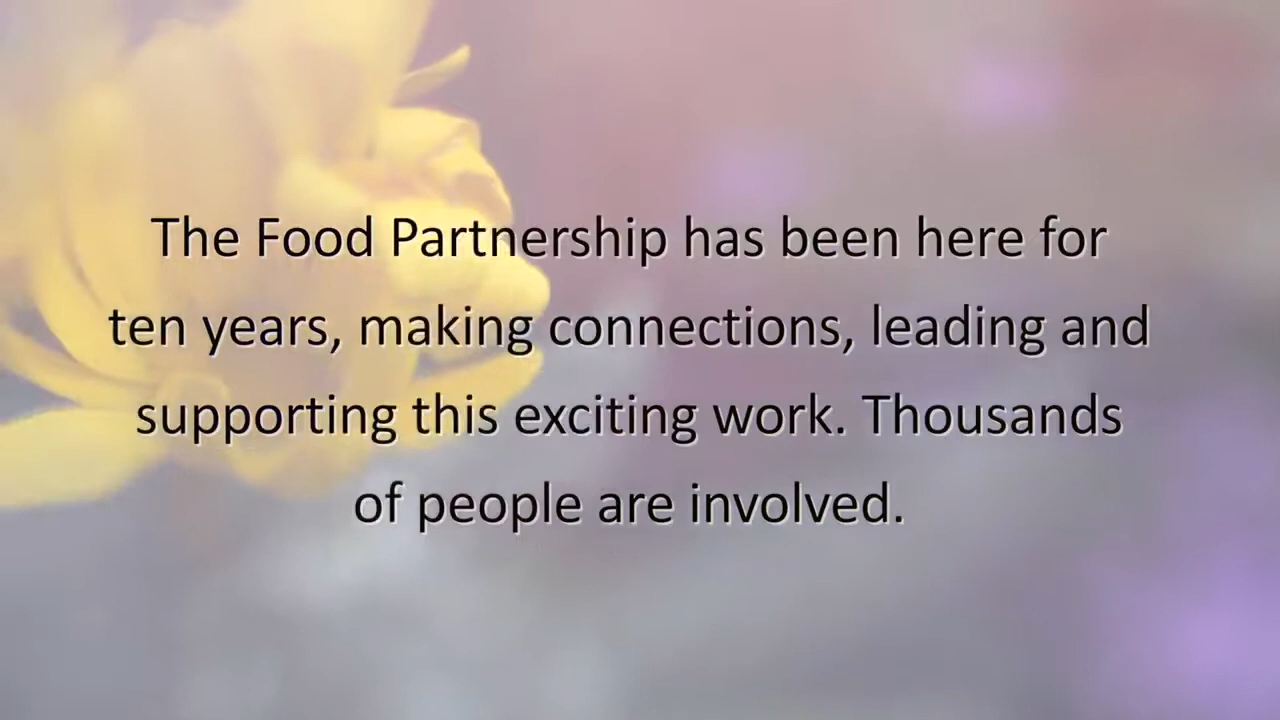 The Food Partnership has been here for
ten years, making connections, leading and
supporting this exciting work. Thousands
of people are involved.